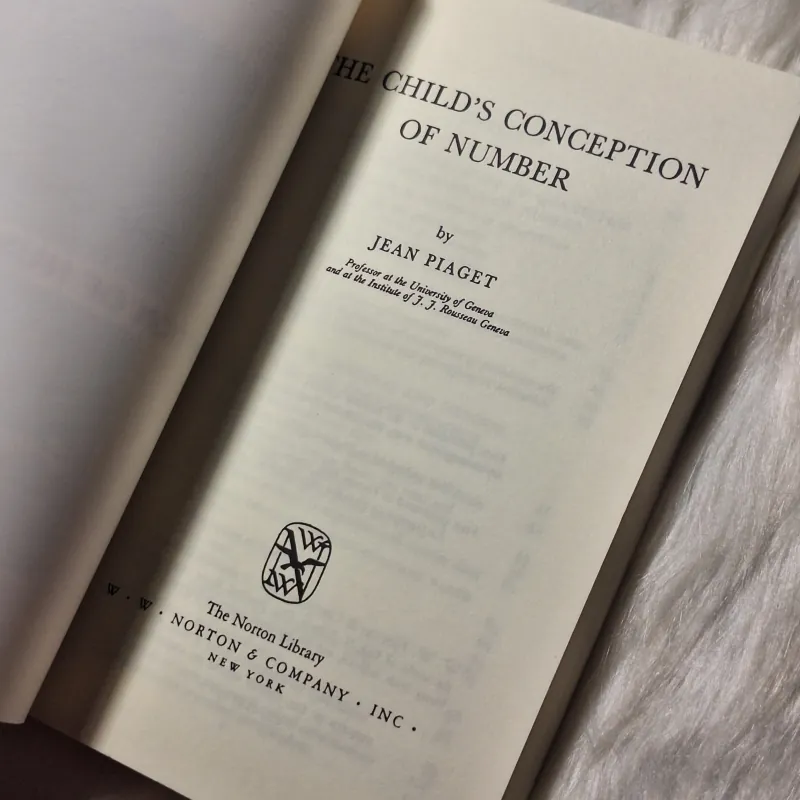 THE CHILD'S CONCEPTION
OF NUMBER
by
JEAN PIAGET
Professor at the University of Geneva
and at the Institute of J. J. Rousseau Geneva
The Norton Library
W · W · NORTON & COMPANY · INC ·
NEW YORK